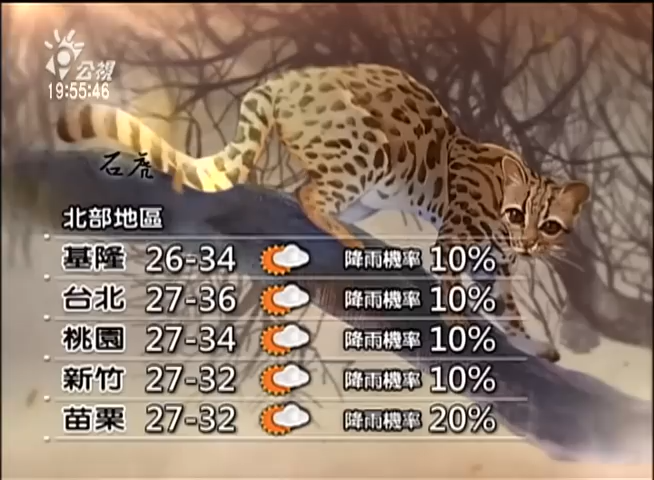 公視
19:55:46
石虎
北部地區
基隆 26-34 降雨機率 10%
台北 27-36 降雨機率 10%
桃園 27-34 降雨機率 10%
新竹 27-32 降雨機率 10%
苗栗 27-32 降雨機率 20%